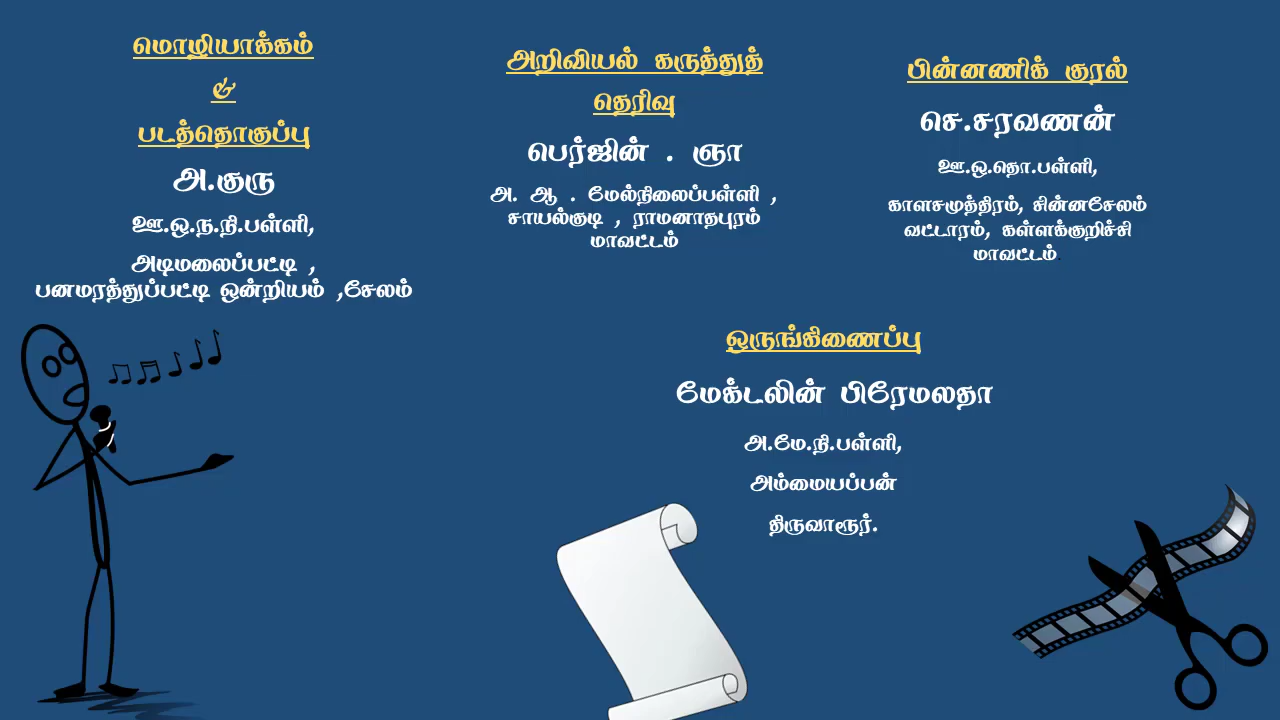 மொழியாக்கம்
&
படத்தொகுப்பு
அ.குரு
ஊ.ஒ.ந.நி.பள்ளி,
அடிமலைப்பட்டி ,
பனமரத்துப்பட்டி ஒன்றியம் ,சேலம்
அறிவியல் கருத்துத்
தெரிவு
பெர்ஜின் . ஞா
அ. ஆ . மேல்நிலைப்பள்ளி ,
சாயல்குடி , ராமனாதபுரம்
மாவட்டம்
பின்னணிக் குரல்
செ.சரவணன்
ஊ.ஒ.தொ.பள்ளி,
காளசமுத்திரம், சின்னசேலம்
வட்டாரம், கள்ளக்குறிச்சி
மாவட்டம்.
ஒருங்கிணைப்பு
மேக்டலின் பிரேமலதா
அ.மே.நி.பள்ளி,
அம்மையப்பன்
திருவாரூர்.